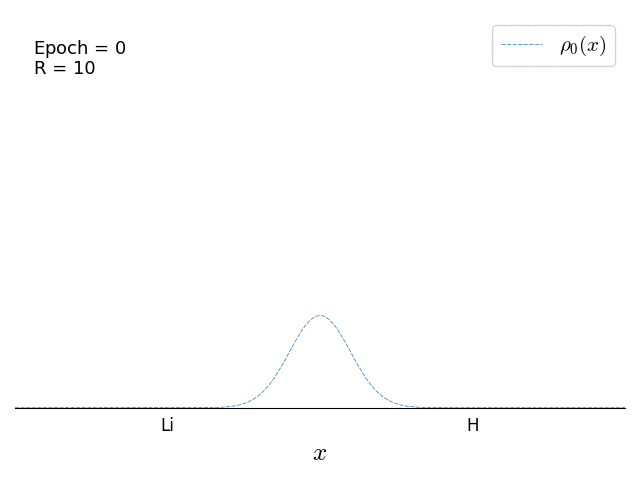 Epoch = 0
R = 10
ρ₀(x)
Li
H
x